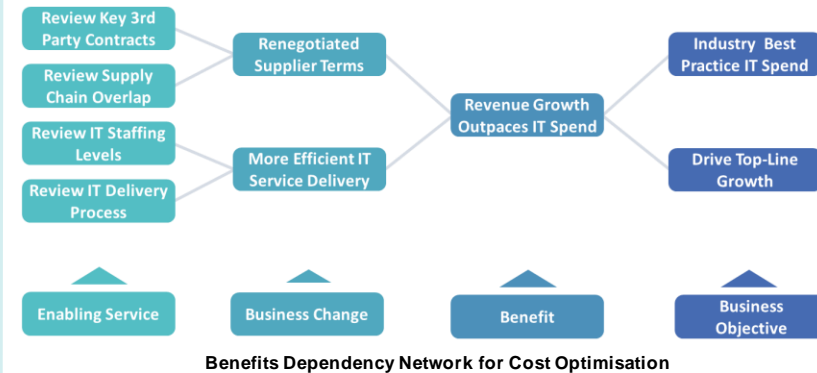 Review Key 3rd
Party Contracts
Review Supply
Chain Overlap
Review IT Staffing
Levels
Review IT Delivery
Process
Renegotiated
Supplier Terms
More Efficient IT
Service Delivery
Revenue Growth
Outpaces IT Spend
Industry Best
Practice IT Spend
Drive Top-Line
Growth
Enabling Service
Business Change
Benefit
Business
Objective
Benefits Dependency Network for Cost Optimisation